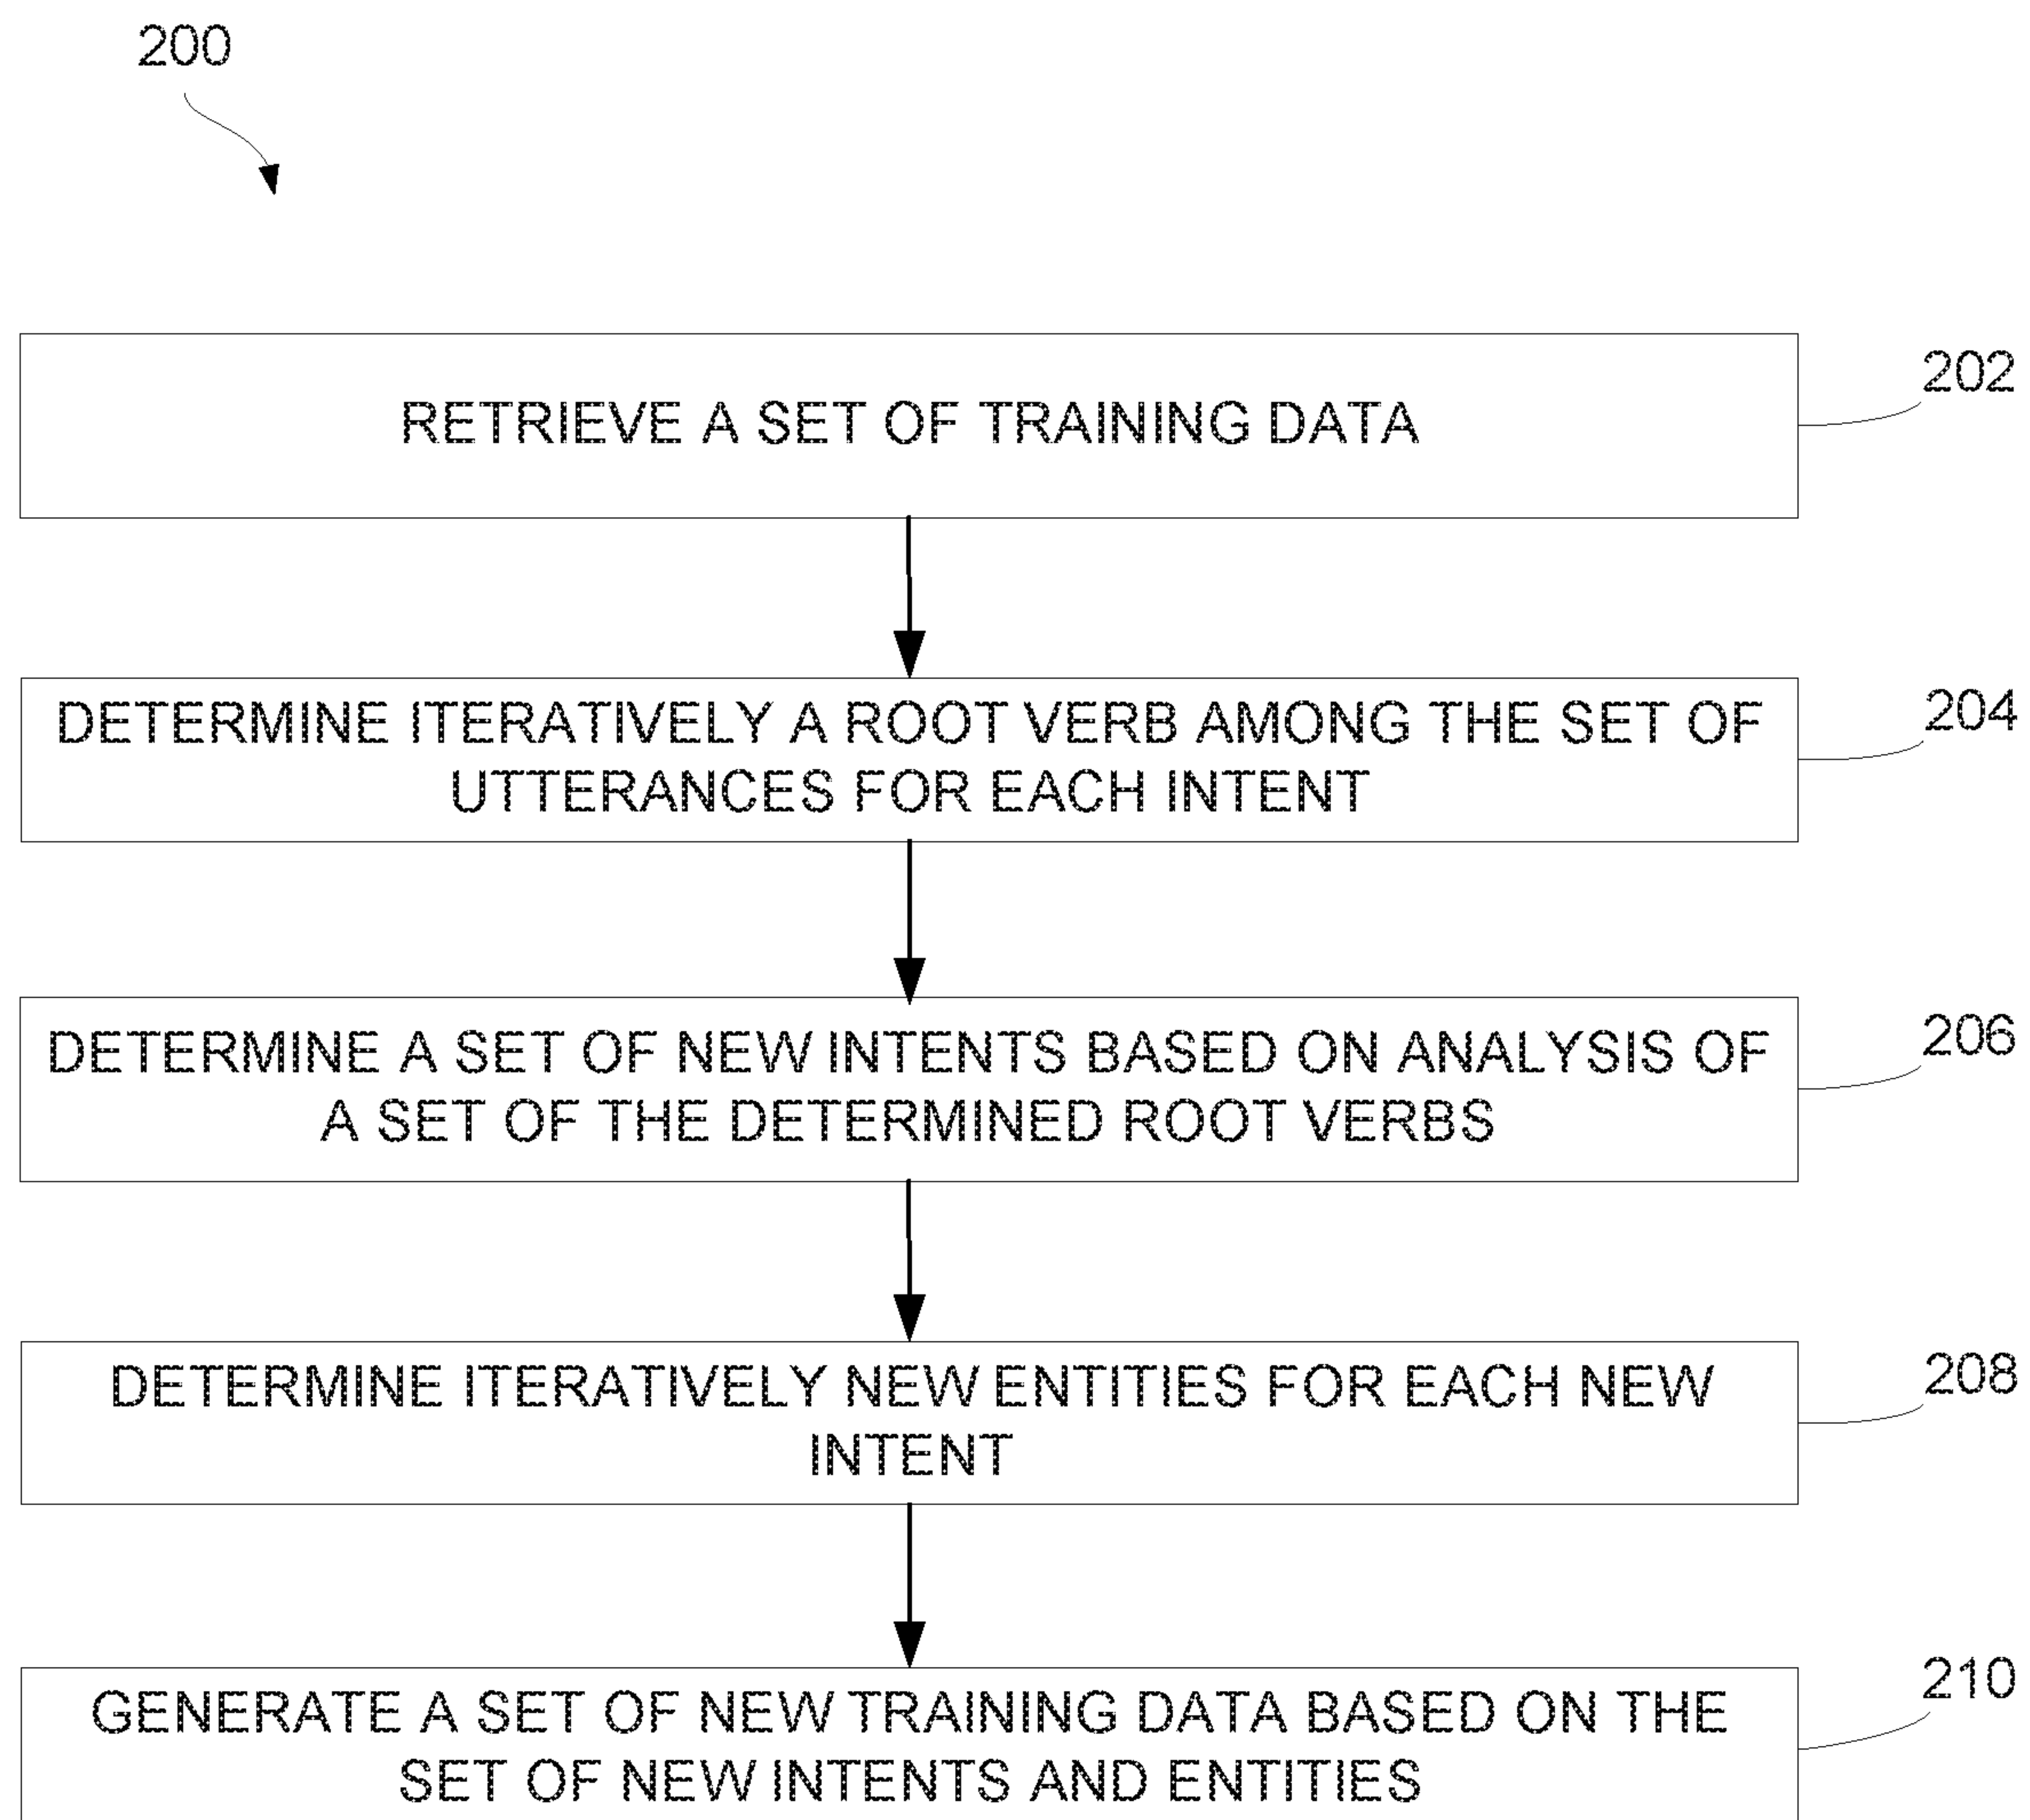 200
RETRIEVE A SET OF TRAINING DATA
202
DETERMINE ITERATIVELY A ROOT VERB AMONG THE SET OF
UTTERANCES FOR EACH INTENT
204
DETERMINE A SET OF NEW INTENTS BASED ON ANALYSIS OF
A SET OF THE DETERMINED ROOT VERBS
206
DETERMINE ITERATIVELY NEW ENTITIES FOR EACH NEW
INTENT
208
GENERATE A SET OF NEW TRAINING DATA BASED ON THE
SET OF NEW INTENTS AND ENTITIES
210